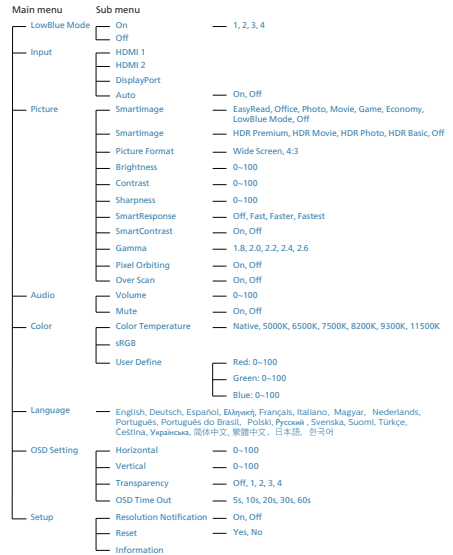 Main menu Sub menu
LowBlue Mode On 1, 2, 3, 4
Off
Input HDMI 1
HDMI 2
DisplayPort
Auto On, Off
Picture SmartImage EasyRead, Office, Photo, Movie, Game, Economy,
LowBlue Mode, Off
SmartImage HDR Premium, HDR Movie, HDR Photo, HDR Basic, Off
Picture Format Wide Screen, 4:3
Brightness 0~100
Contrast 0~100
Sharpness 0~100
SmartResponse Off, Fast, Faster, Fastest
SmartContrast On, Off
Gamma 1.8, 2.0, 2.2, 2.4, 2.6
Pixel Orbiting On, Off
Over Scan On, Off
Audio Volume 0~100
Mute On, Off
Color Color Temperature Native, 5000K, 6500K, 7500K, 8200K, 9300K, 11500K
sRGB
User Define Red: 0~100
Green: 0~100
Blue: 0~100
Language English, Deutsch, Español, Ελληνική, Français, Italiano, Magyar, Nederlands,
Português, Português do Brasil, Polski, Русский , Svenska, Suomi, Türkçe,
Čeština, Українська, 简体中文, 繁體中文, 日本語, 한국어
OSD Setting Horizontal 0~100
Vertical 0~100
Transparency Off, 1, 2, 3, 4
OSD Time Out 5s, 10s, 20s, 30s, 60s
Setup Resolution Notification On, Off
Reset Yes, No
Information